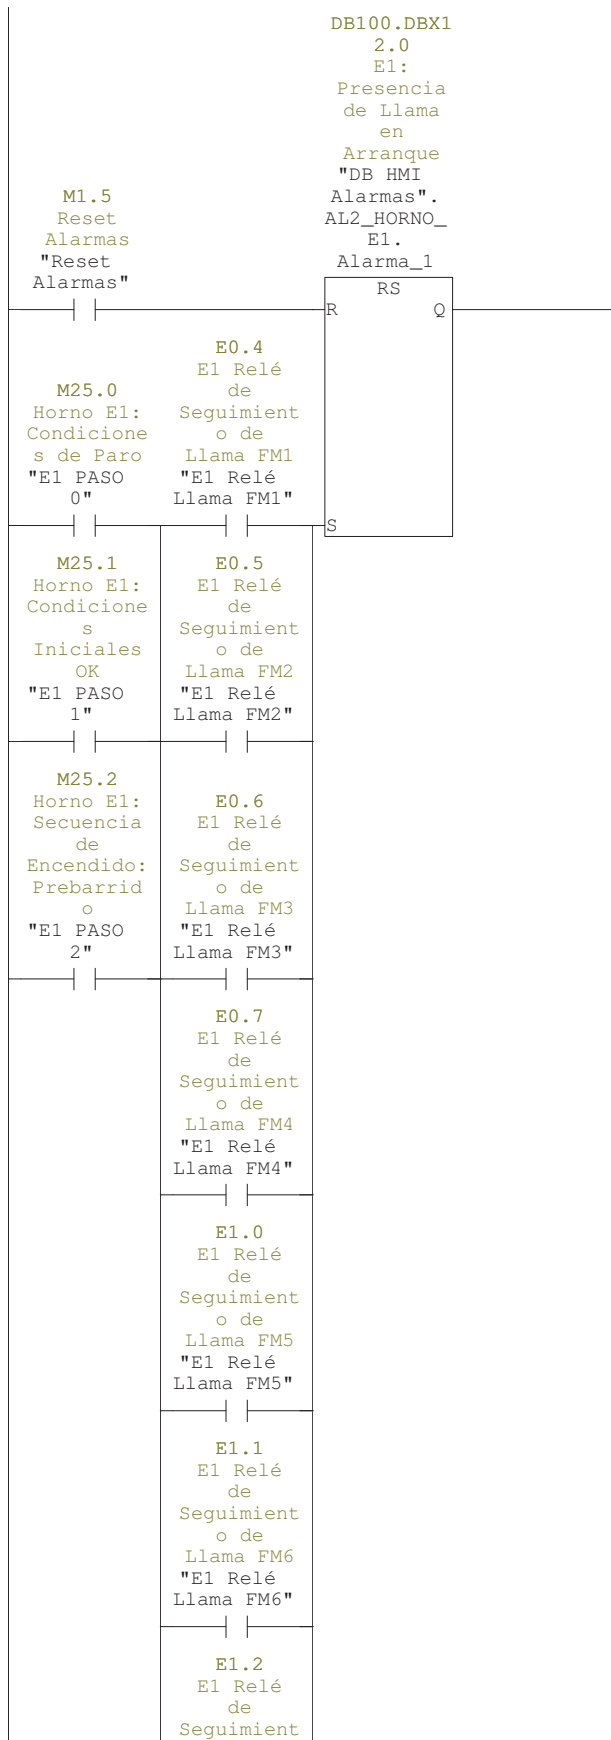 DB100.DBX1
2.0
E1:
Presencia
de Llama
en
Arranque
"DB HMI
Alarmas".
AL2_HORNO_
E1.
Alarma_1
M1.5
Reset
Alarmas
"Reset
Alarmas"
RS
R
Q
M25.0
Horno E1:
Condicione
s de Paro
"E1 PASO
0"
E0.4
E1 Relé
de
Seguimient
o de
Llama FM1
"E1 Relé
Llama FM1"
S
M25.1
Horno E1:
Condicione
s
Iniciales
OK
"E1 PASO
1"
E0.5
E1 Relé
de
Seguimient
o de
Llama FM2
"E1 Relé
Llama FM2"
M25.2
Horno E1:
Secuencia
de
Encendido:
Prebarrid
o
"E1 PASO
2"
E0.6
E1 Relé
de
Seguimient
o de
Llama FM3
"E1 Relé
Llama FM3"
E0.7
E1 Relé
de
Seguimient
o de
Llama FM4
"E1 Relé
Llama FM4"
E1.0
E1 Relé
de
Seguimient
o de
Llama FM5
"E1 Relé
Llama FM5"
E1.1
E1 Relé
de
Seguimient
o de
Llama FM6
"E1 Relé
Llama FM6"
E1.2
E1 Relé
de
Seguimient